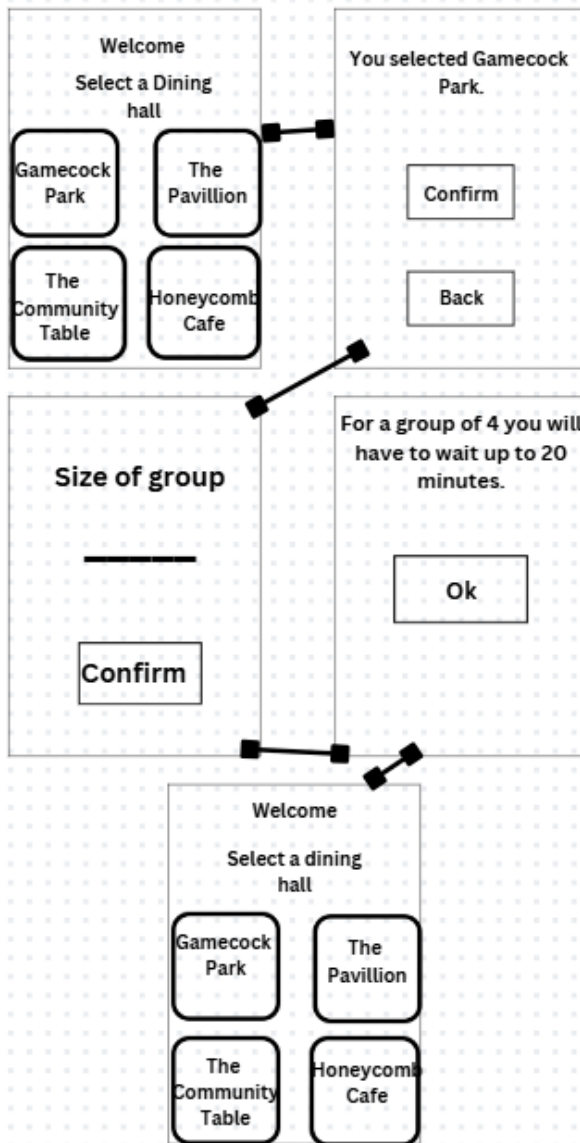 Welcome
Select a Dining
hall
Gamecock
Park
The
Pavillion
The
Community
Table
Honeycomb
Cafe
You selected Gamecock
Park.
Confirm
Back
Size of group
Confirm
For a group of 4 you will
have to wait up to 20
minutes.
Ok
Welcome
Select a dining
hall
Gamecock
Park
The
Pavillion
The
Community
Table
Honeycomb
Cafe